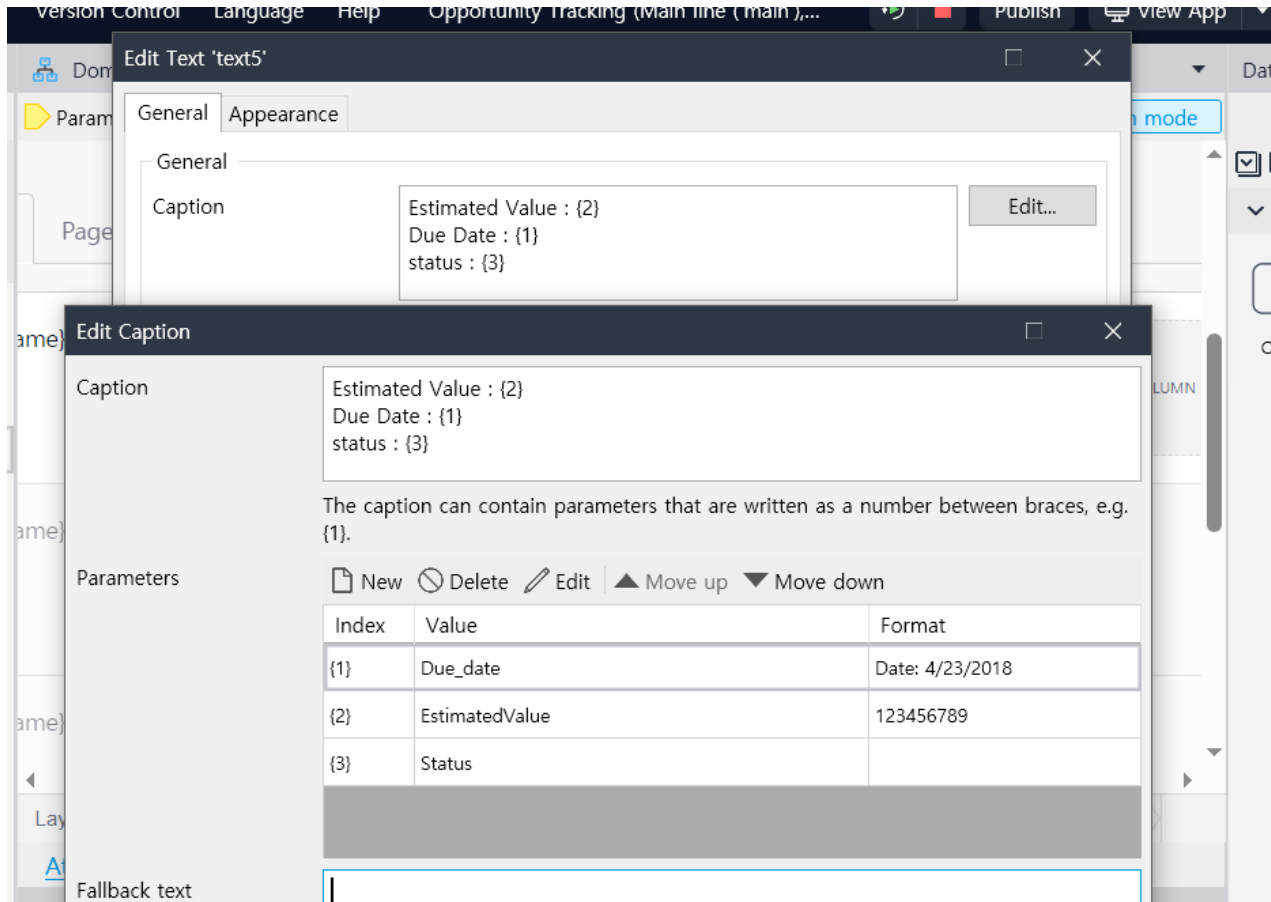 Version Control Language Help Opportunity Tracking (Main line ('main'),... Publish View App
Edit Text 'text5'
Dom
Dat
Param
General Appearance
mode
General
Caption
Estimated Value : {2}
Due Date : {1}
status : {3}
Edit...
Page
Edit Caption
ame}
Caption
Estimated Value : {2}
Due Date : {1}
status : {3}
LUMN
The caption can contain parameters that are written as a number between braces, e.g.
{1}.
ame}
Parameters
New Delete Edit Move up Move down
Index Value Format
{1} Due_date Date: 4/23/2018
{2} EstimatedValue 123456789
ame}
{3} Status
Lay
At
Fallback text